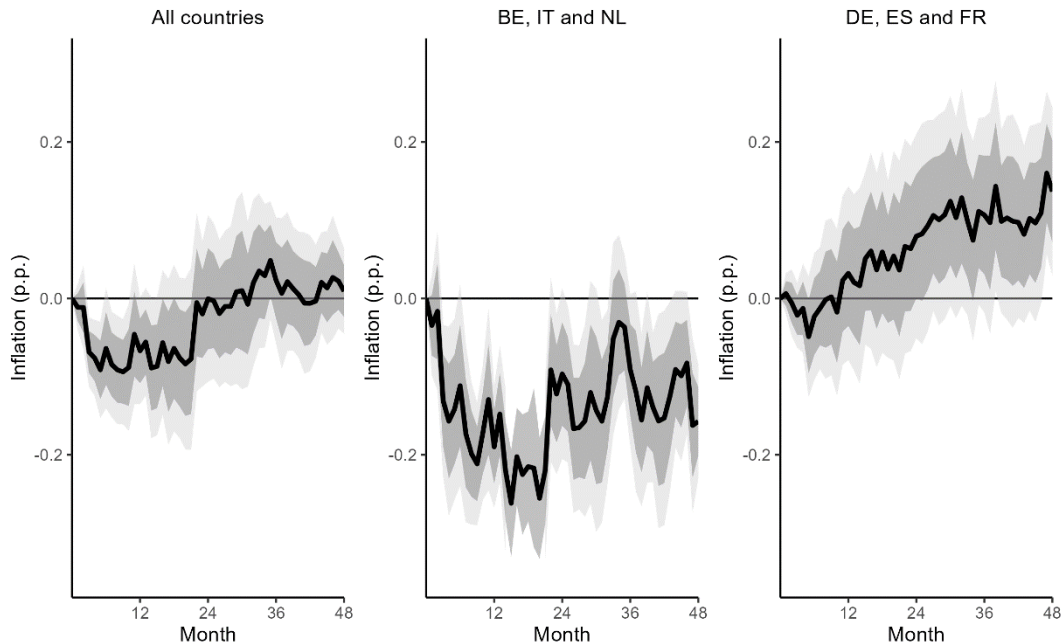 All countries
BE, IT and NL
DE, ES and FR
Inflation (p.p.)
0.2
0.0
-0.2
12
24
36
48
Month
Inflation (p.p.)
0.2
0.0
-0.2
12
24
36
48
Month
Inflation (p.p.)
0.2
0.0
-0.2
12
24
36
48
Month